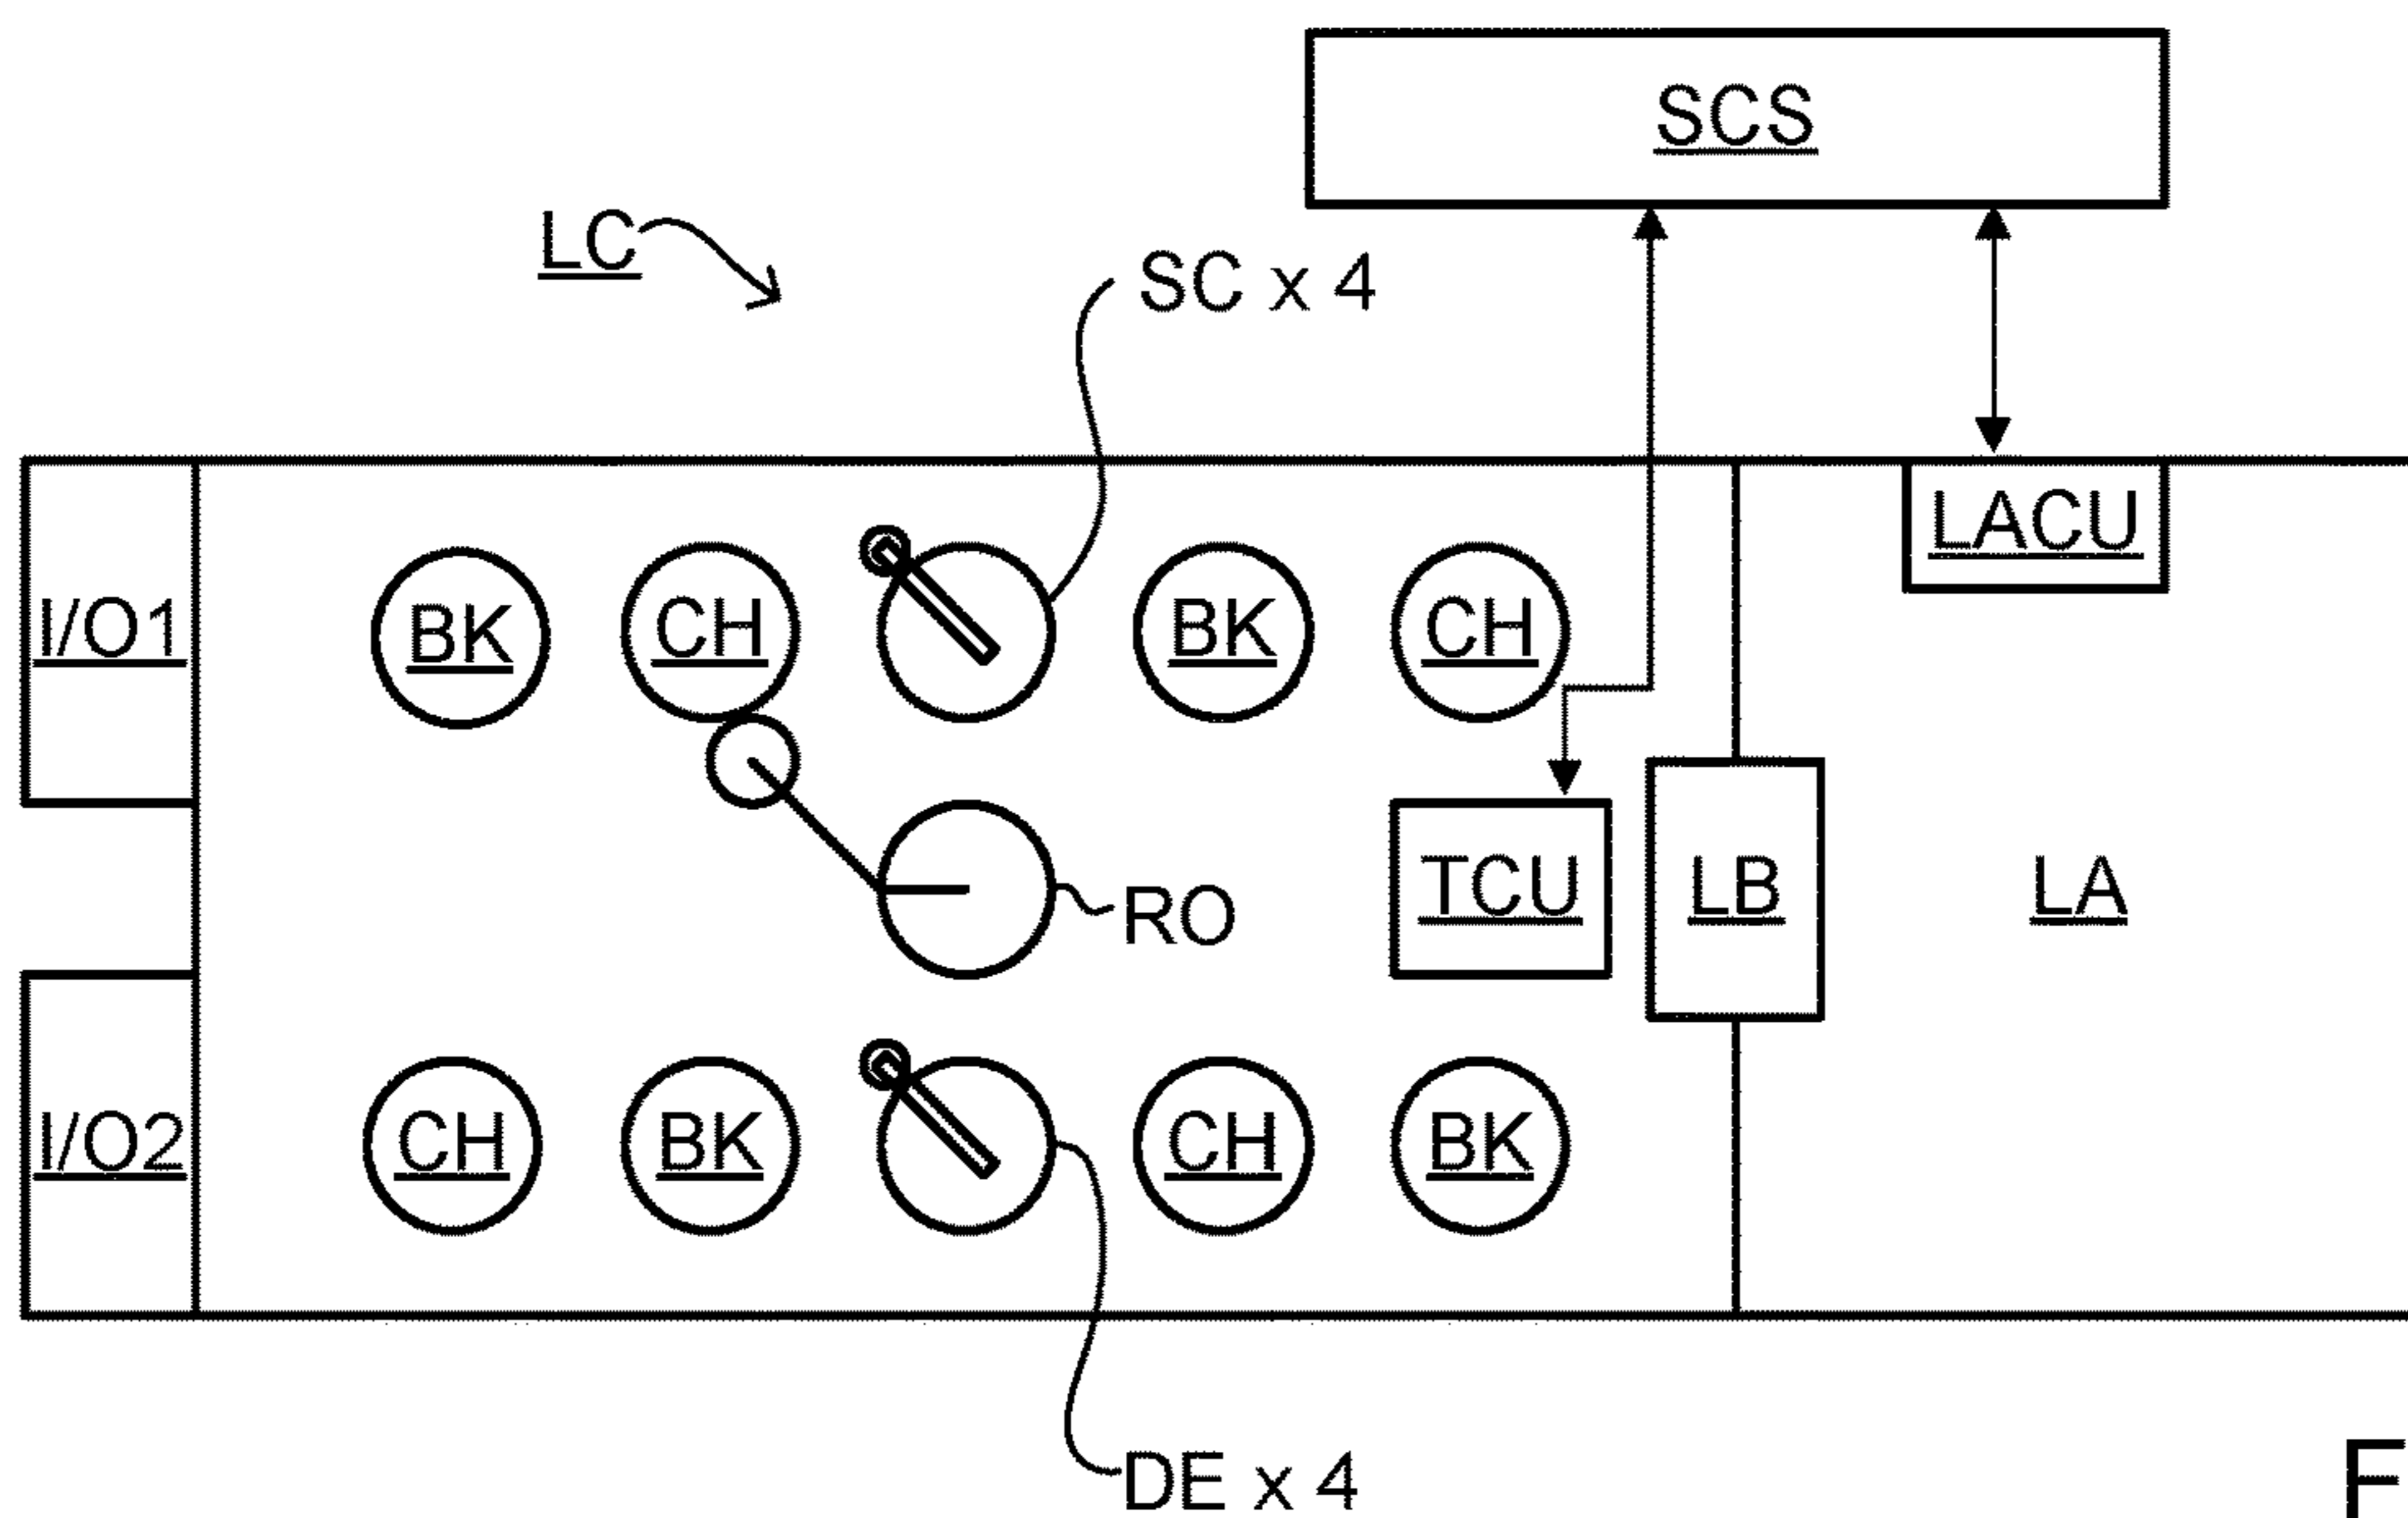 SCS
LC
SC x 4
LACU
I/O1
BK
CH
BK
CH
RO
TCU
LB
LA
I/O2
CH
BK
CH
BK
DE x 4
F